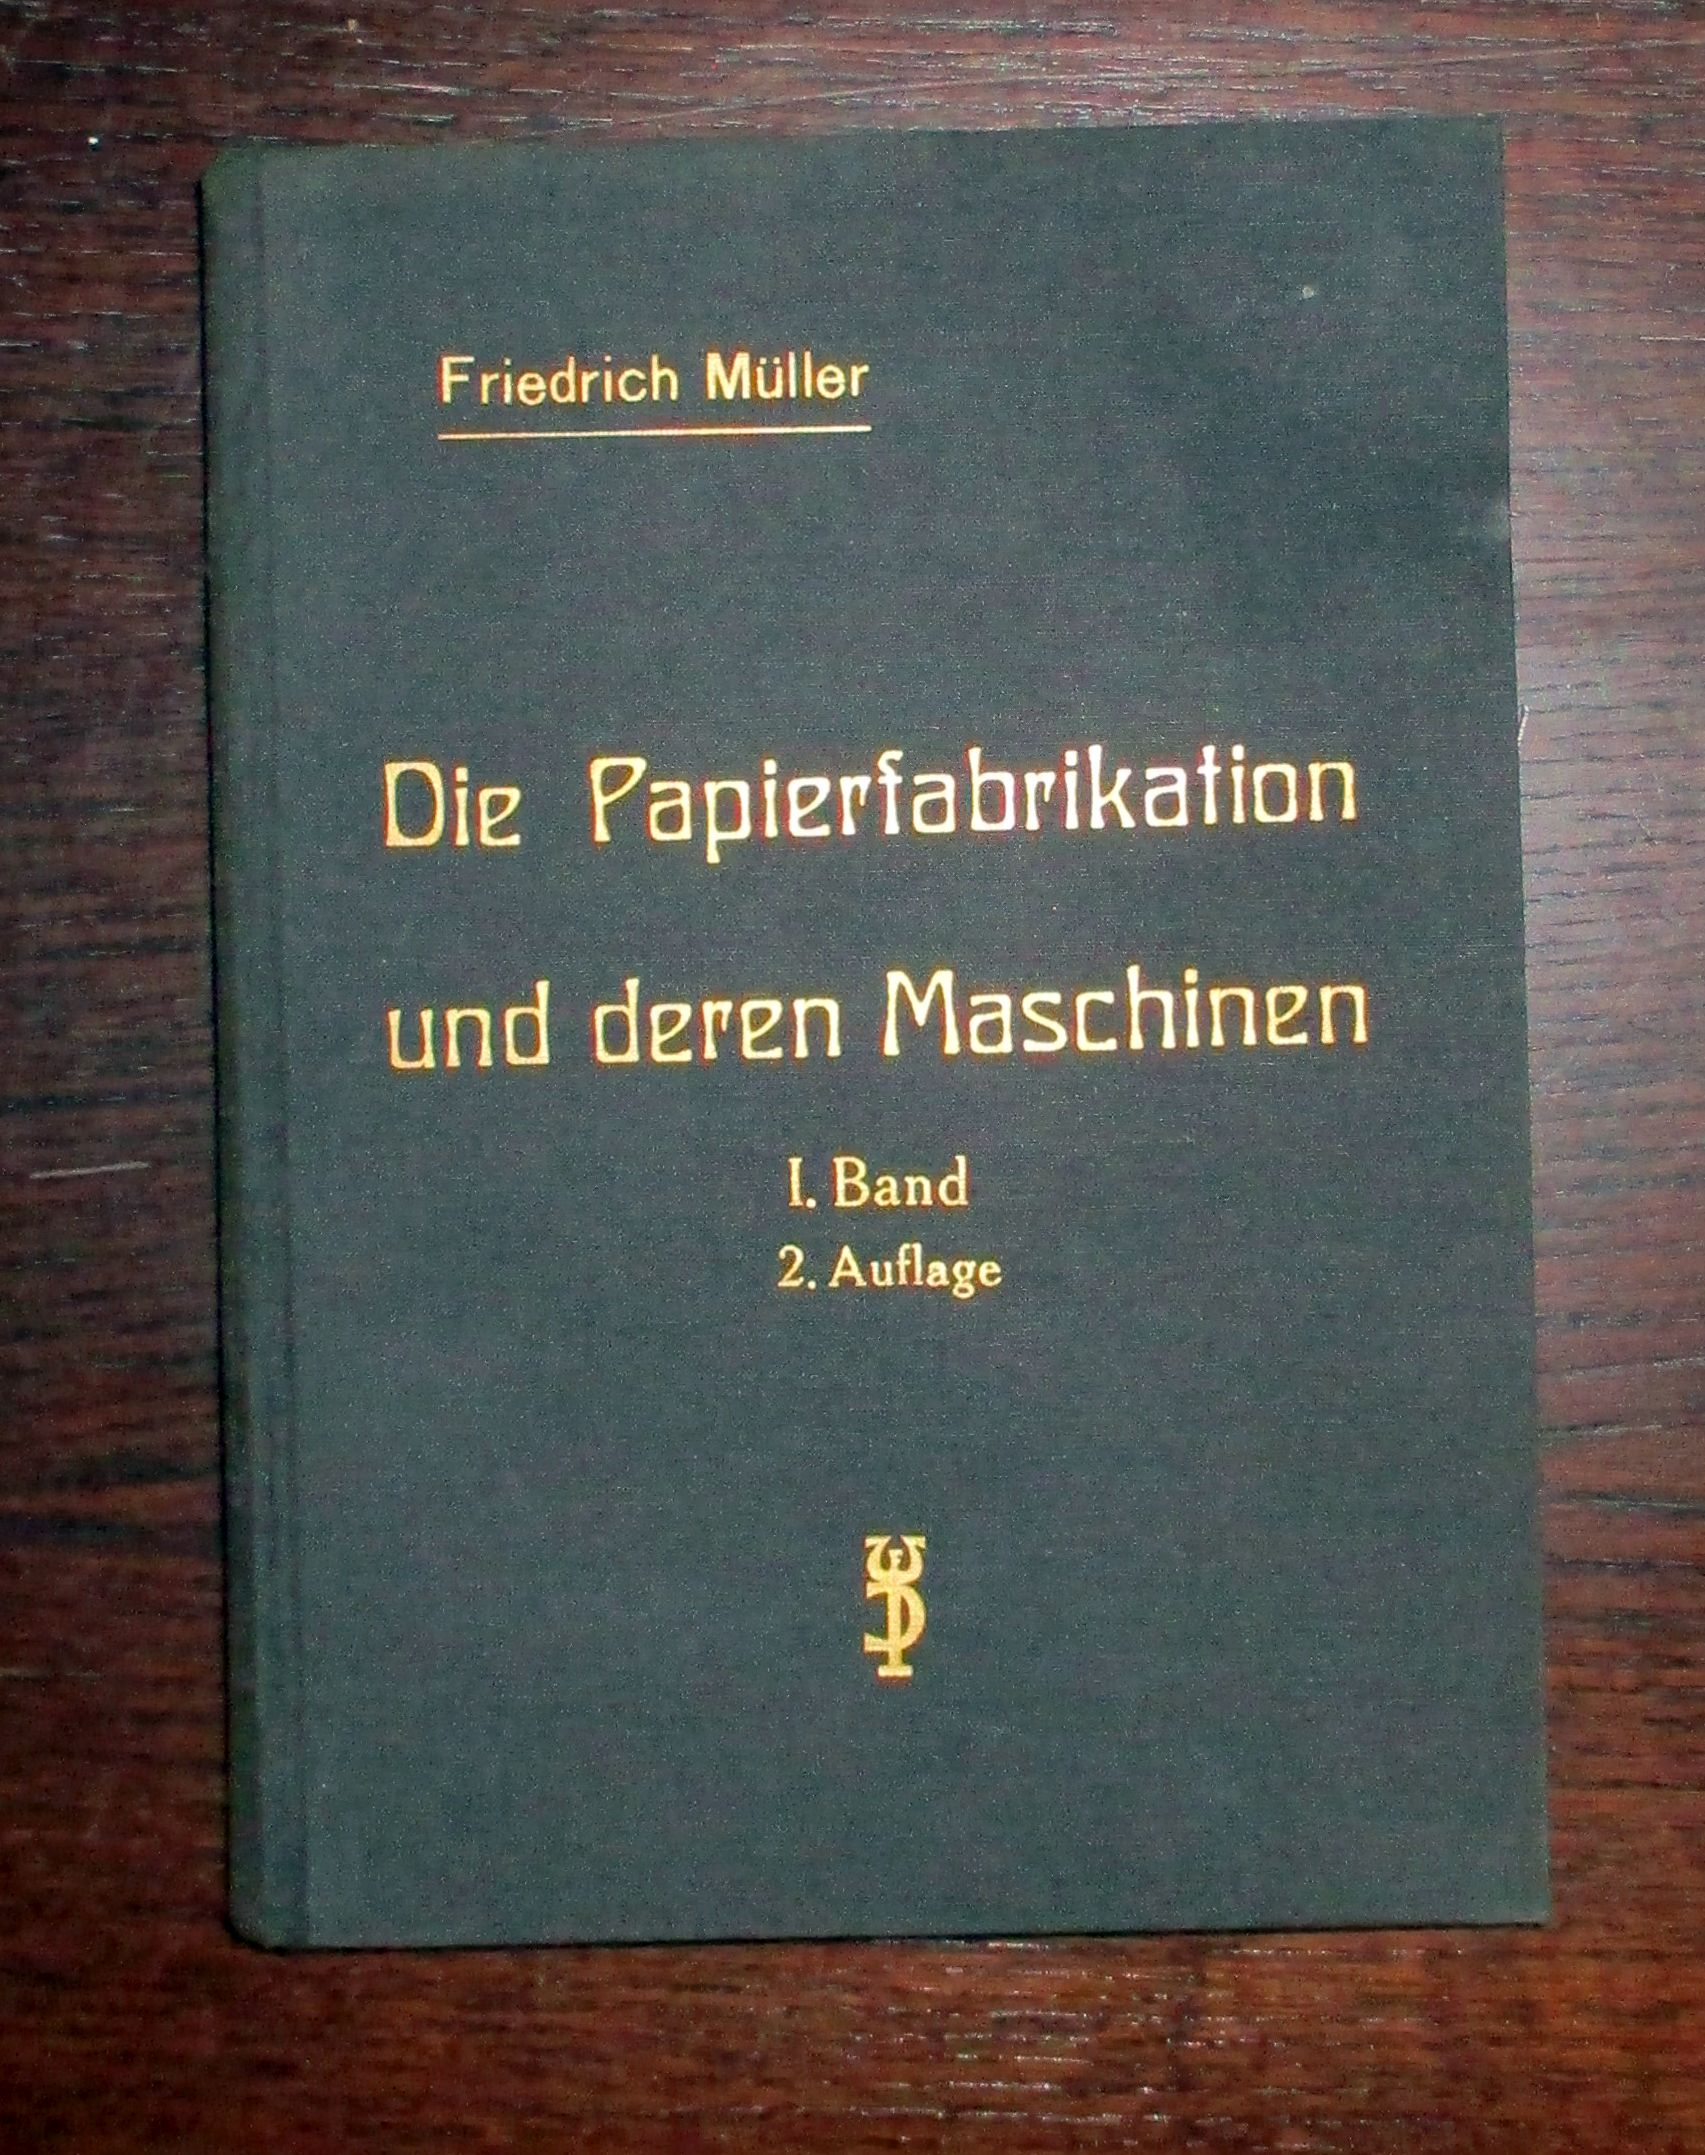 Friedrich Müller
Die Papierfabrikation
und deren Maschinen
I. Band
2. Auflage